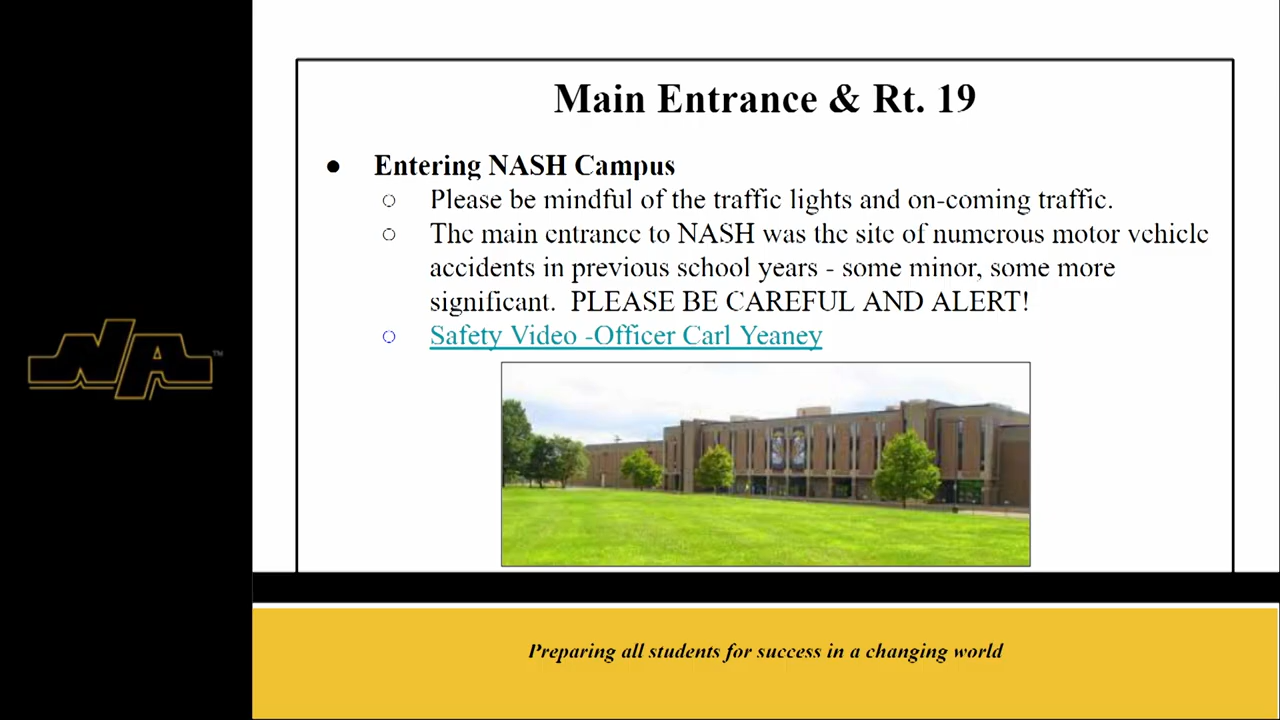 Main Entrance & Rt. 19
● Entering NASH Campus
○ Please be mindful of the traffic lights and on-coming traffic.
○ The main entrance to NASH was the site of numerous motor vehicle
accidents in previous school years - some minor, some more
significant.  PLEASE BE CAREFUL AND ALERT!
○ Safety Video -Officer Carl Yeaney
NA™
Preparing all students for success in a changing world